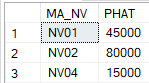 MA_NV PHAT
1 NV01 45000
2 NV02 80000
3 NV04 15000